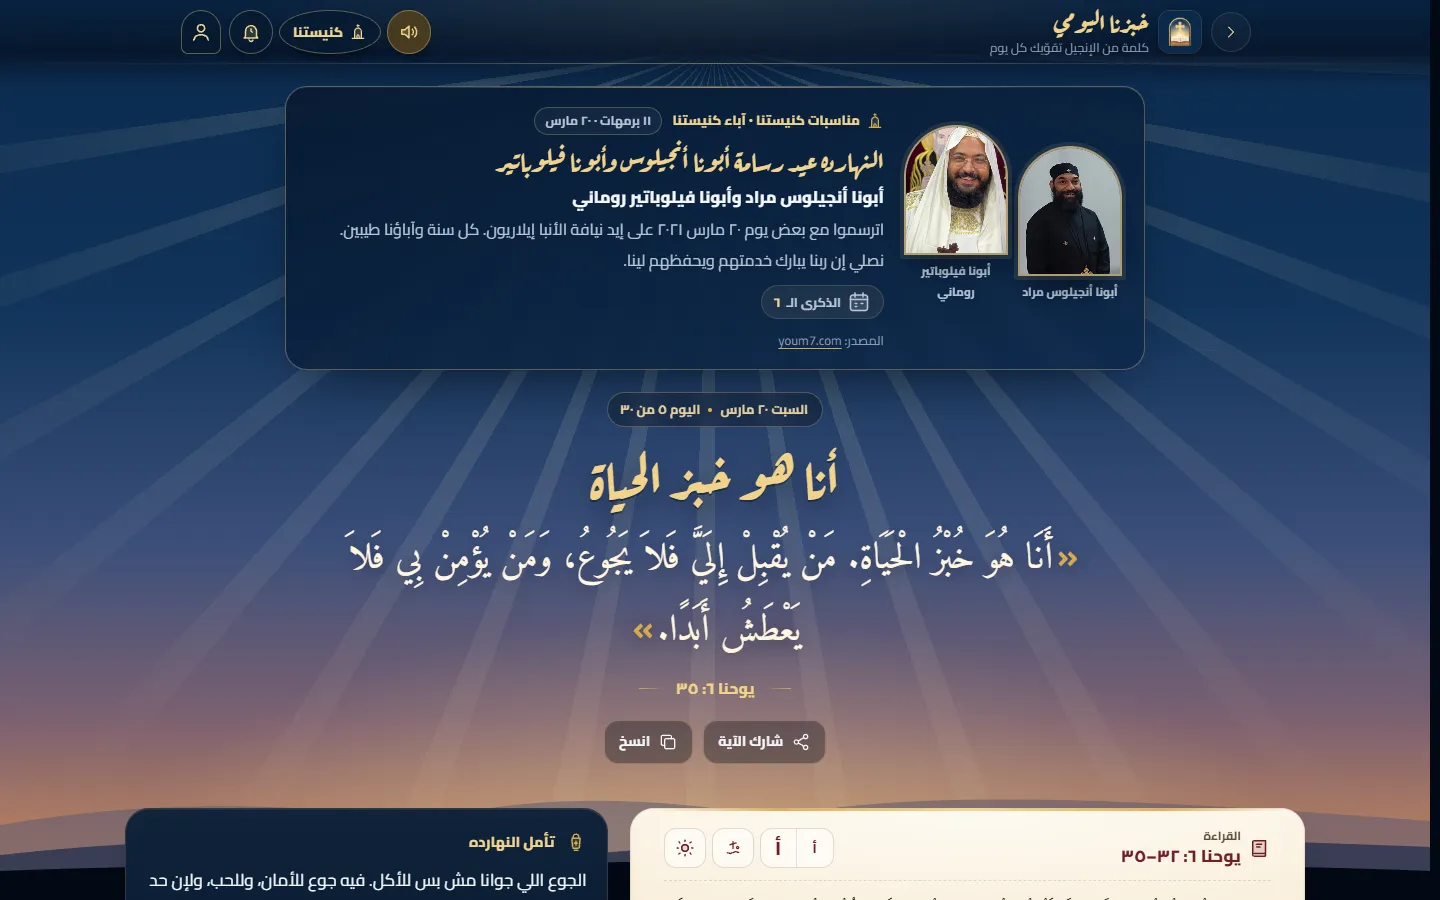 خبزنا اليومي
كلمة من الإنجيل تقوّيك كل يوم
كنيستنا
مناسبات كنيستنا • آباء كنيستنا
١١ برمهات · ٢٠ مارس
النهارده عيد رسامة أبونا أنجيلوس وأبونا فيلوباتير
أبونا أنجيلوس مراد وأبونا فيلوباتير روماني
اترسموا مع بعض يوم ٢٠ مارس ٢٠٢١ على إيد نيافة الأنبا إيلاريون. كل سنة وآباؤنا طيبين.
نصلي إن ربنا يبارك خدمتهم ويحفظهم لينا.
الذكرى الـ ٦
المصدر: youm7.com
أبونا أنجيلوس مراد
أبونا فيلوباتير
روماني
السبت ٢٠ مارس • اليوم ٥ من ٣٠
أنا هو خبز الحياة
«أَنَا هُوَ خُبْزُ الْحَيَاةِ. مَنْ يُقْبِلْ إِلَيَّ فَلاَ يَجُوعُ، وَمَنْ يُؤْمِنْ بِي فَلاَ
يَعْطَشُ أَبَدًا.»
يوحنا ٦: ٣٥
شارك الآية
انسخ
القراءة
يوحنا ٦: ٣٢–٣٥
أ
أ
تأمل النهارده
الجوع اللي جوانا مش بس للأكل. فيه جوع للأمان، وللحب، ولإن حد